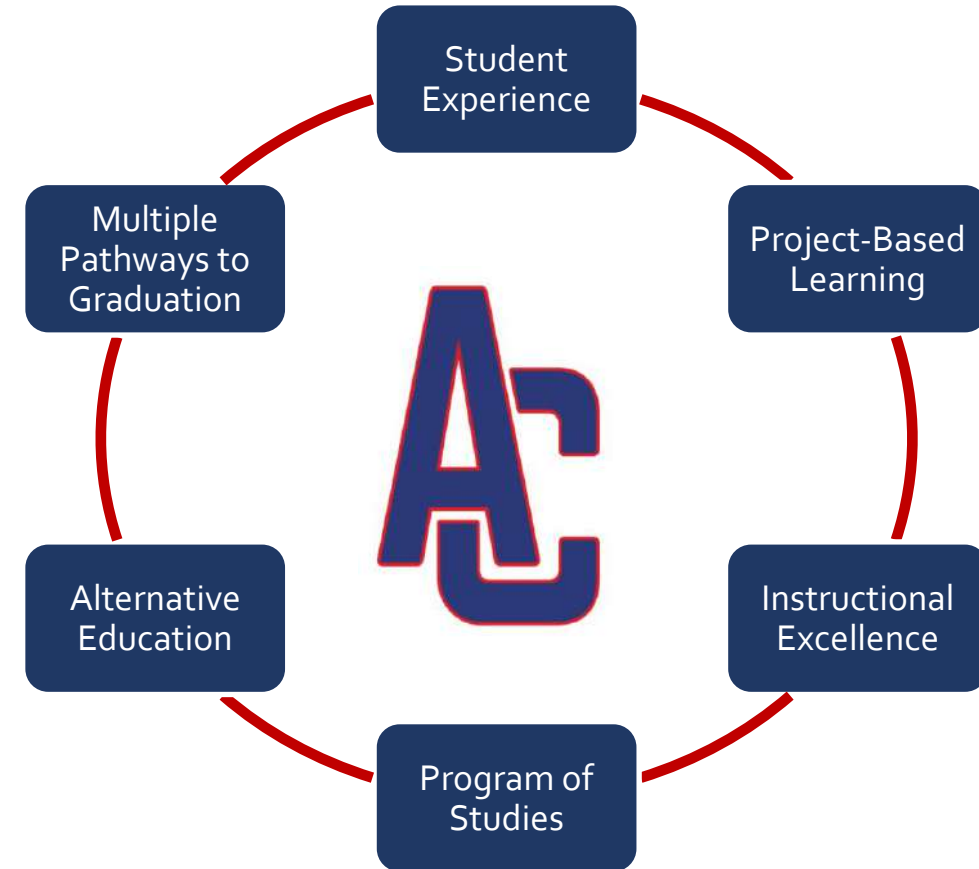 Student
Experience
Multiple
Pathways to
Graduation
Project-Based
Learning
AC
Alternative
Education
Instructional
Excellence
Program of
Studies